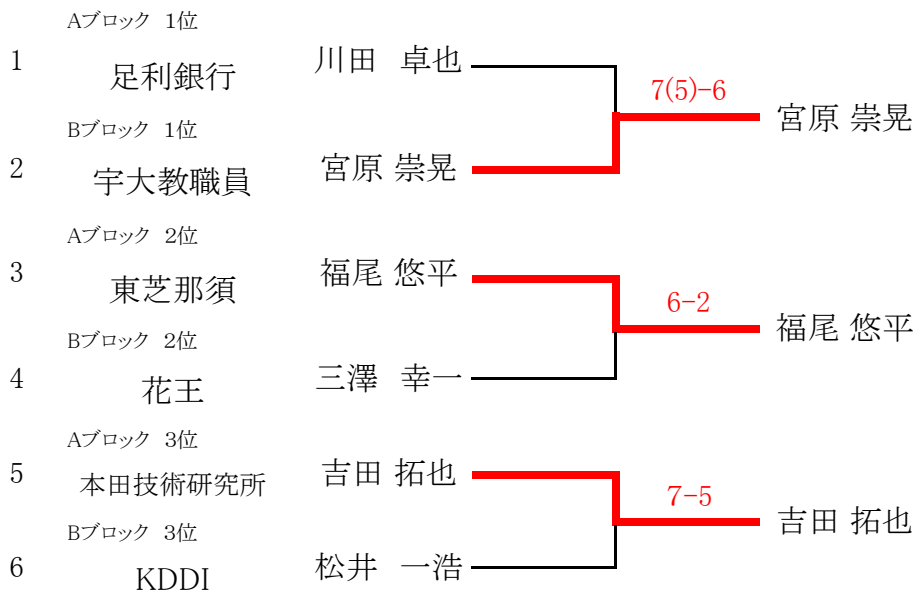 Aブロック 1位
1 足利銀行 川田 卓也
7(5)-6 宮原 崇晃
Bブロック 1位
2 宇大教職員 宮原 崇晃
Aブロック 2位
3 東芝那須 福尾 悠平
6-2 福尾 悠平
Bブロック 2位
4 花王 三澤 幸一
Aブロック 3位
5 本田技術研究所 吉田 拓也
7-5 吉田 拓也
Bブロック 3位
6 KDDI 松井 一浩